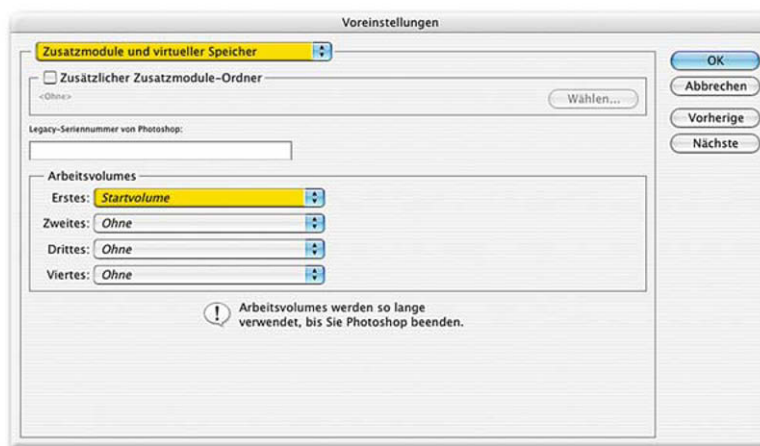 Voreinstellungen
Zusatzmodule und virtueller Speicher
Zusätzlicher Zusatzmodule-Ordner
<Ohne>
Wählen...
Legacy-Seriennummer von Photoshop:
Arbeitsvolumes
Erstes: Startvolume
Zweites: Ohne
Drittes: Ohne
Viertes: Ohne
Arbeitsvolumes werden so lange
verwendet, bis Sie Photoshop beenden.
OK
Abbrechen
Vorherige
Nächste